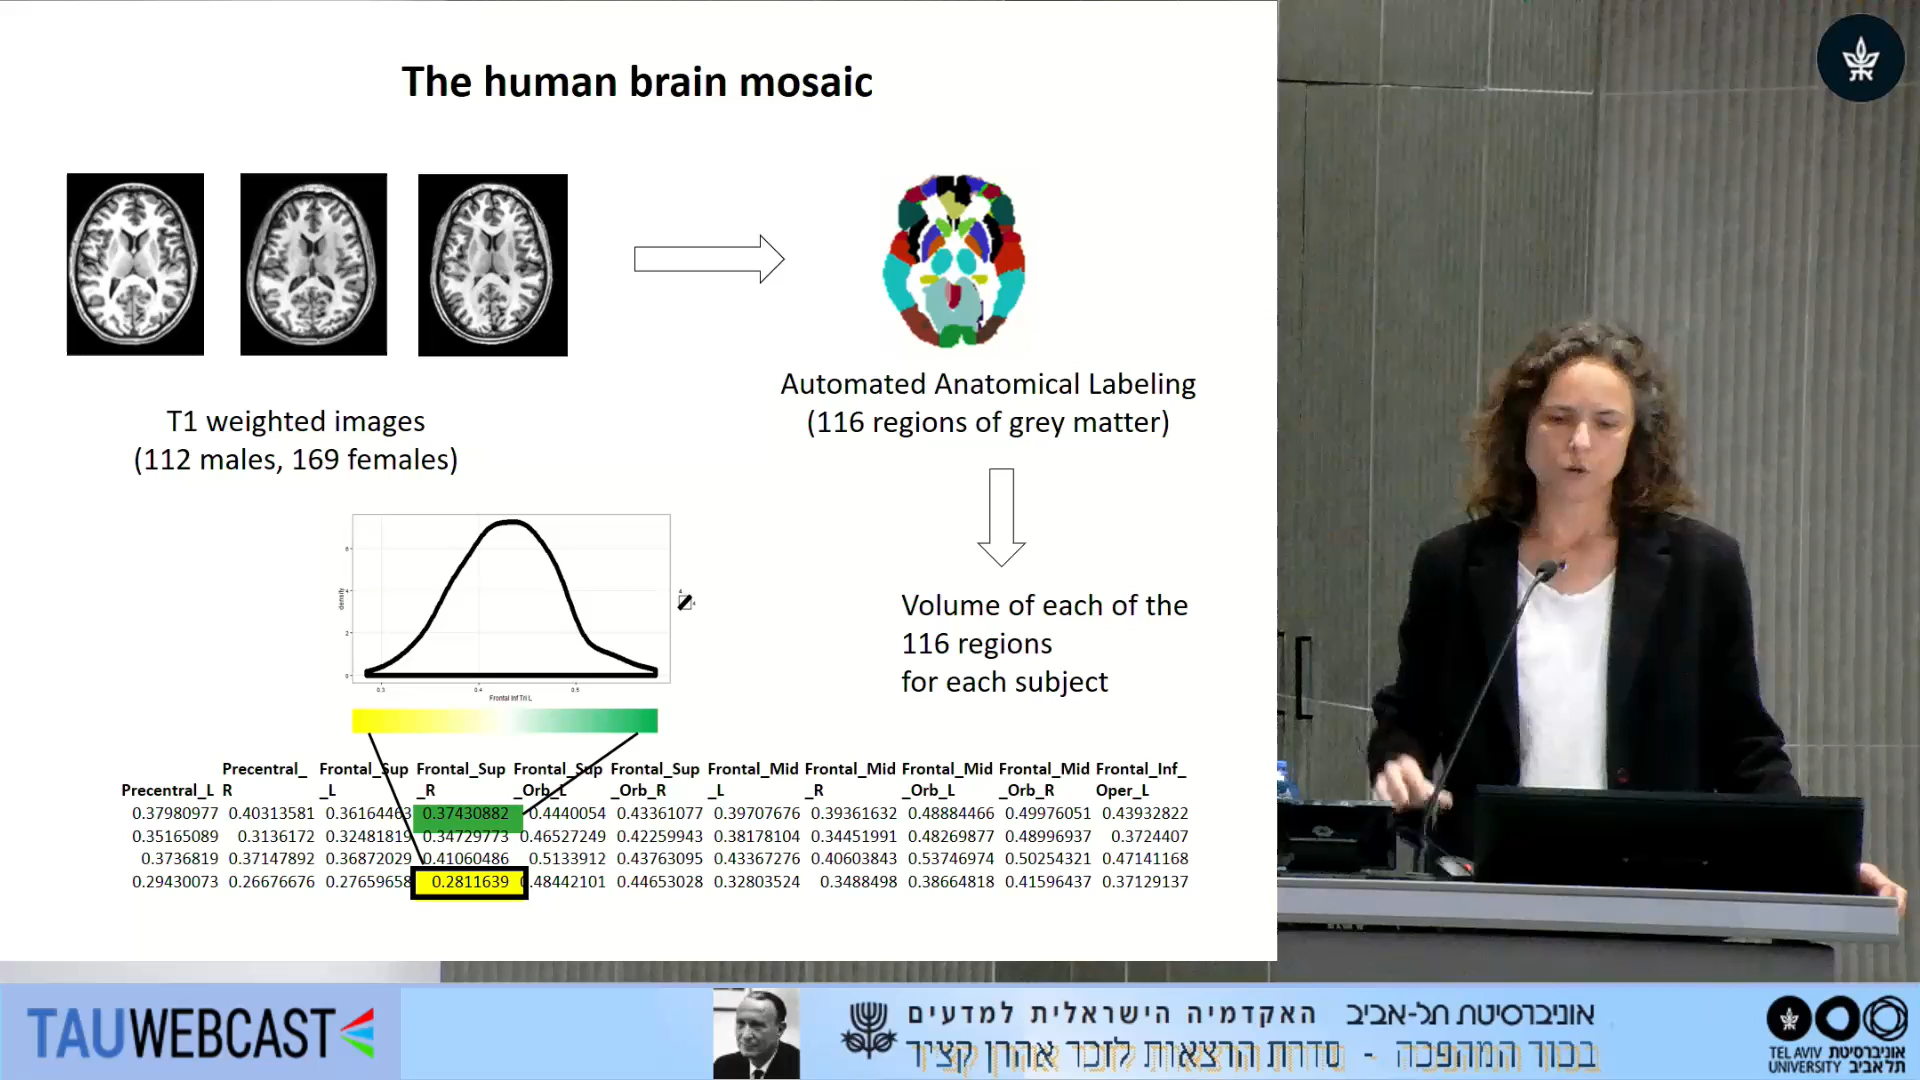 The human brain mosaic
T1 weighted images
(112 males, 169 females)
Automated Anatomical Labeling
(116 regions of grey matter)
Volume of each of the
116 regions
for each subject
density
0.3 0.4 0.5
Frontal Inf Tri L
Precentral_ Frontal_Sup Frontal_Sup Frontal_Sup Frontal_Sup Frontal_Mid Frontal_Mid Frontal_Mid Frontal_Mid Frontal_Inf_
Precentral_L R _L _R _Orb_L _Orb_R _L _R _Orb_L _Orb_R Oper_L
0.37980977 0.40313581 0.36164463 0.37430882 0.4440054 0.43361077 0.39707676 0.39361632 0.48884466 0.49976051 0.43932822
0.35165089 0.3136172 0.32481819 0.34729773 0.46527249 0.42259943 0.38178104 0.34451991 0.48269877 0.48996937 0.3724407
0.3736819 0.37147892 0.36872029 0.41060486 0.5133912 0.43763095 0.43367276 0.40603843 0.53746974 0.50254321 0.47141168
0.29430073 0.26676676 0.27659658 0.2811639 0.48442101 0.44653028 0.32803524 0.3488498 0.38664818 0.41596437 0.37129137
TAUWEBCAST
אוניברסיטת תל-אביב האקדמיה הישראלית למדעים
בכור המהפכה - סדרת הרצאות לזכר אהרן קציר
TEL AVIV אוניברסיטת
UNIVERSITY תל אביב